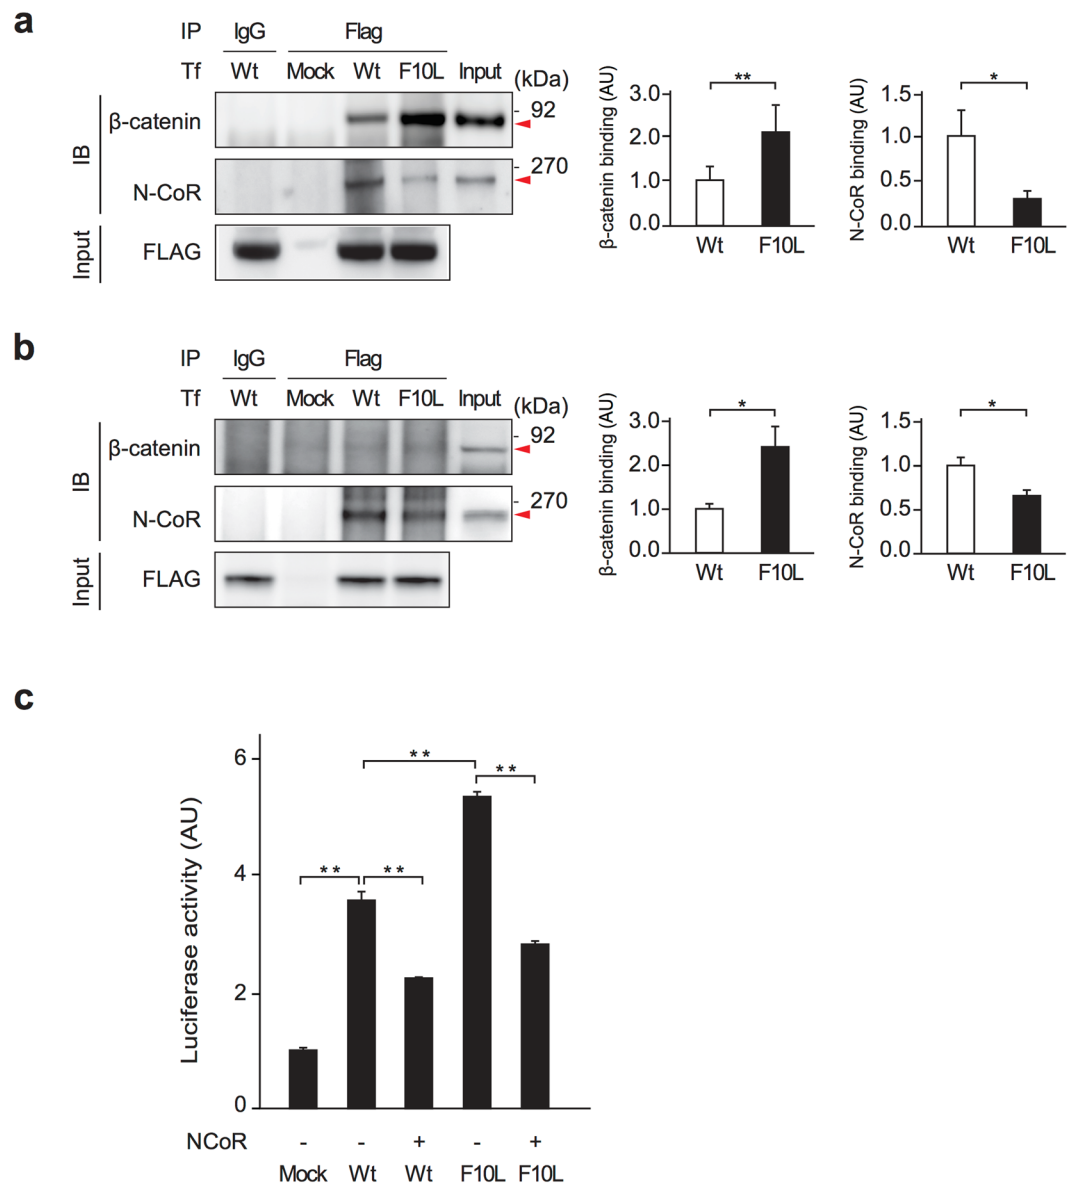 a
IP IgG Flag
Tf Wt Mock Wt F10L Input (kDa)
IB
β-catenin
- 92
N-CoR
- 270
Input
FLAG
β-catenin binding (AU)
3.0
2.0
1.0
0.0
**
Wt F10L
N-CoR binding (AU)
1.5
1.0
0.5
0.0
*
Wt F10L
b
IP IgG Flag
Tf Wt Mock Wt F10L Input (kDa)
IB
β-catenin
- 92
N-CoR
- 270
Input
FLAG
β-catenin binding (AU)
3.0
2.0
1.0
0.0
*
Wt F10L
N-CoR binding (AU)
1.5
1.0
0.5
0.0
*
Wt F10L
c
Luciferase activity (AU)
6
4
2
0
**
**
**
**
NCoR - - + - +
Mock Wt Wt F10L F10L